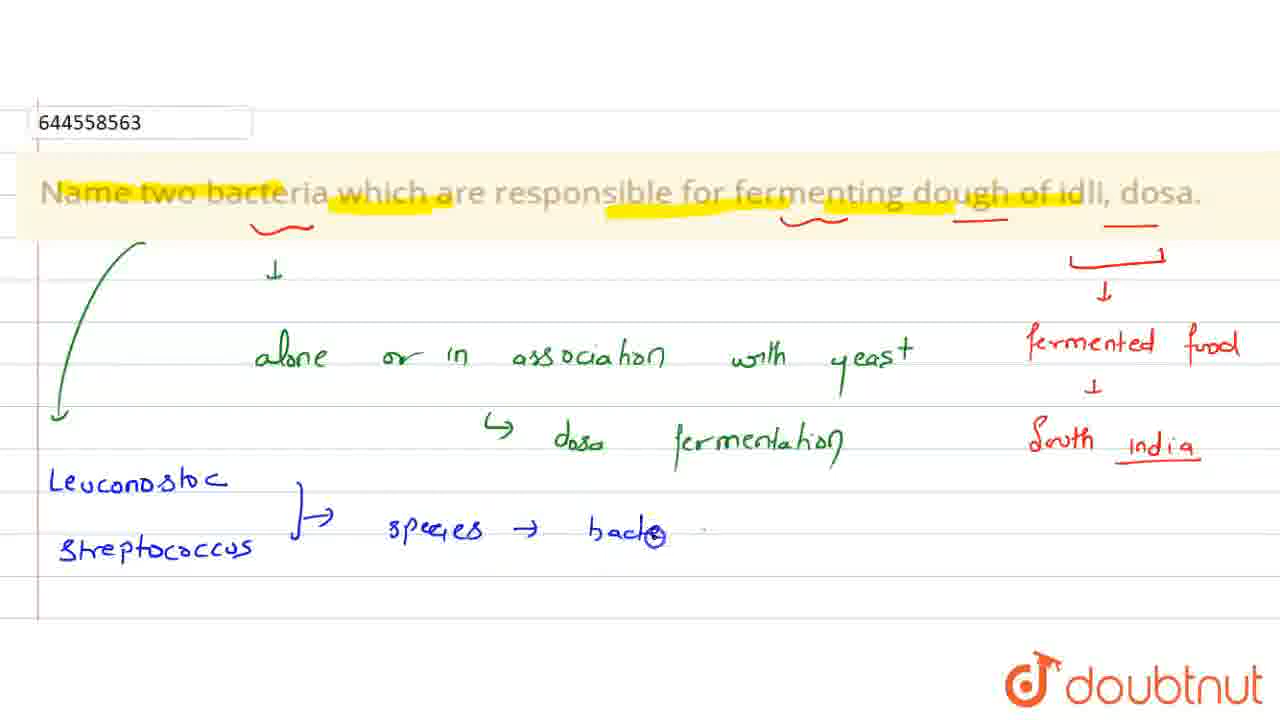 644558563
Name two bacteria which are responsible for fermenting dough of idli, dosa.
alone or in association with yeast
↳ dosa fermentation
fermented food
South india
Leuconostoc
Streptococcus
→ species → bacte
doubtnut